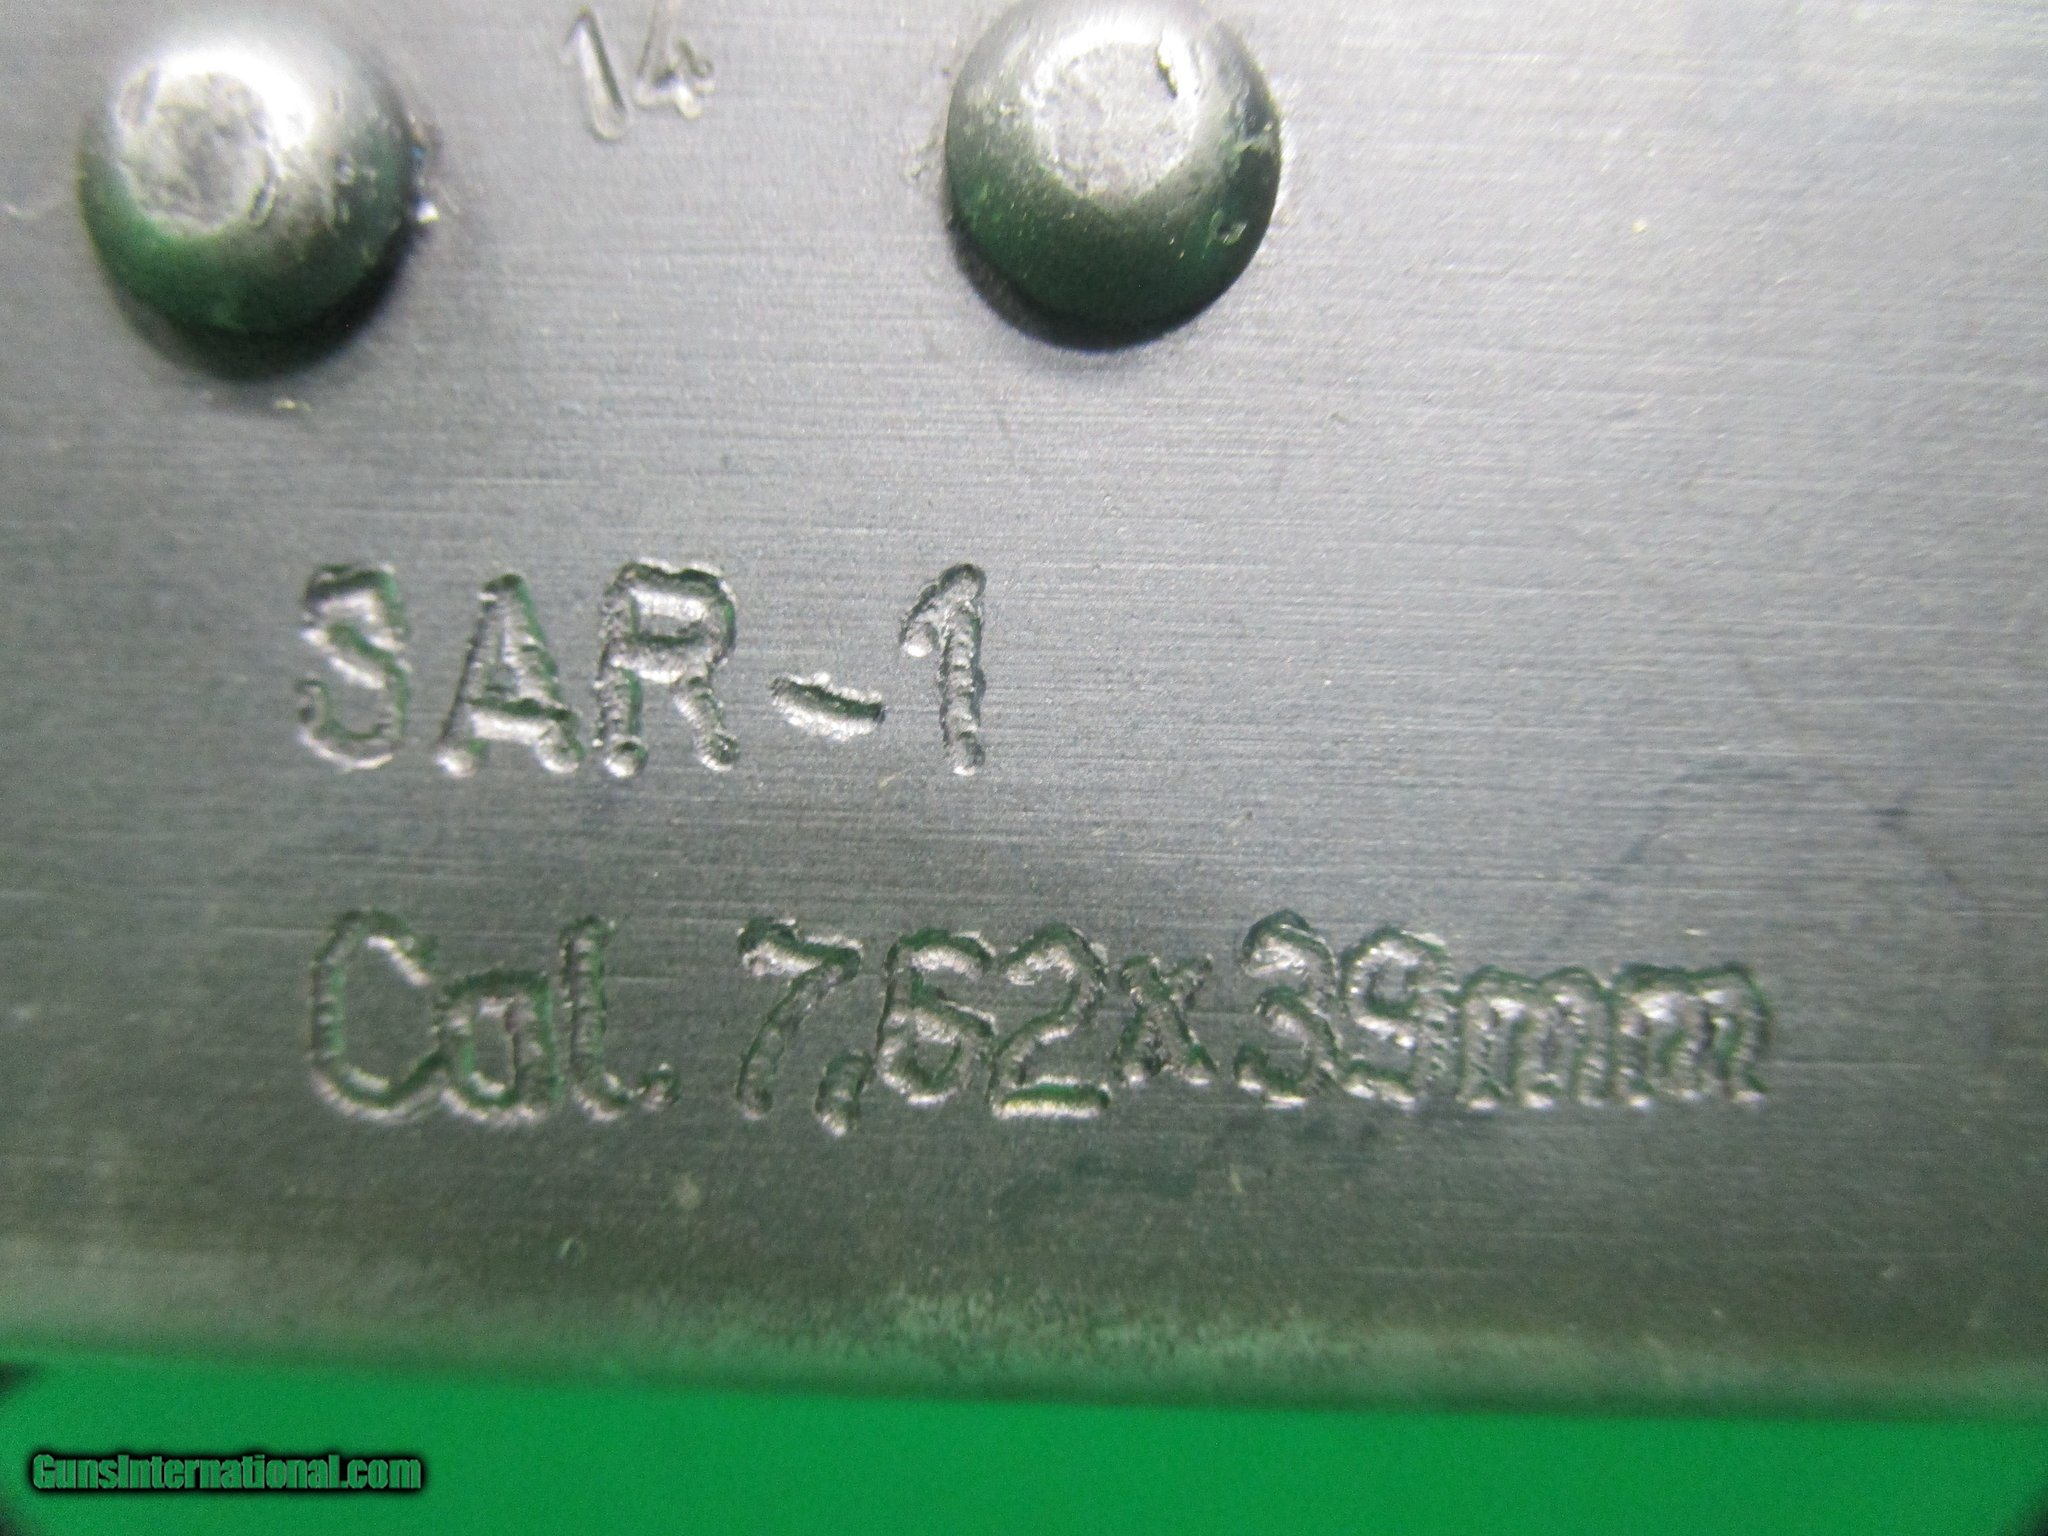 14
SAR-1
Cal. 7,62x39mm
GunsInternational.com